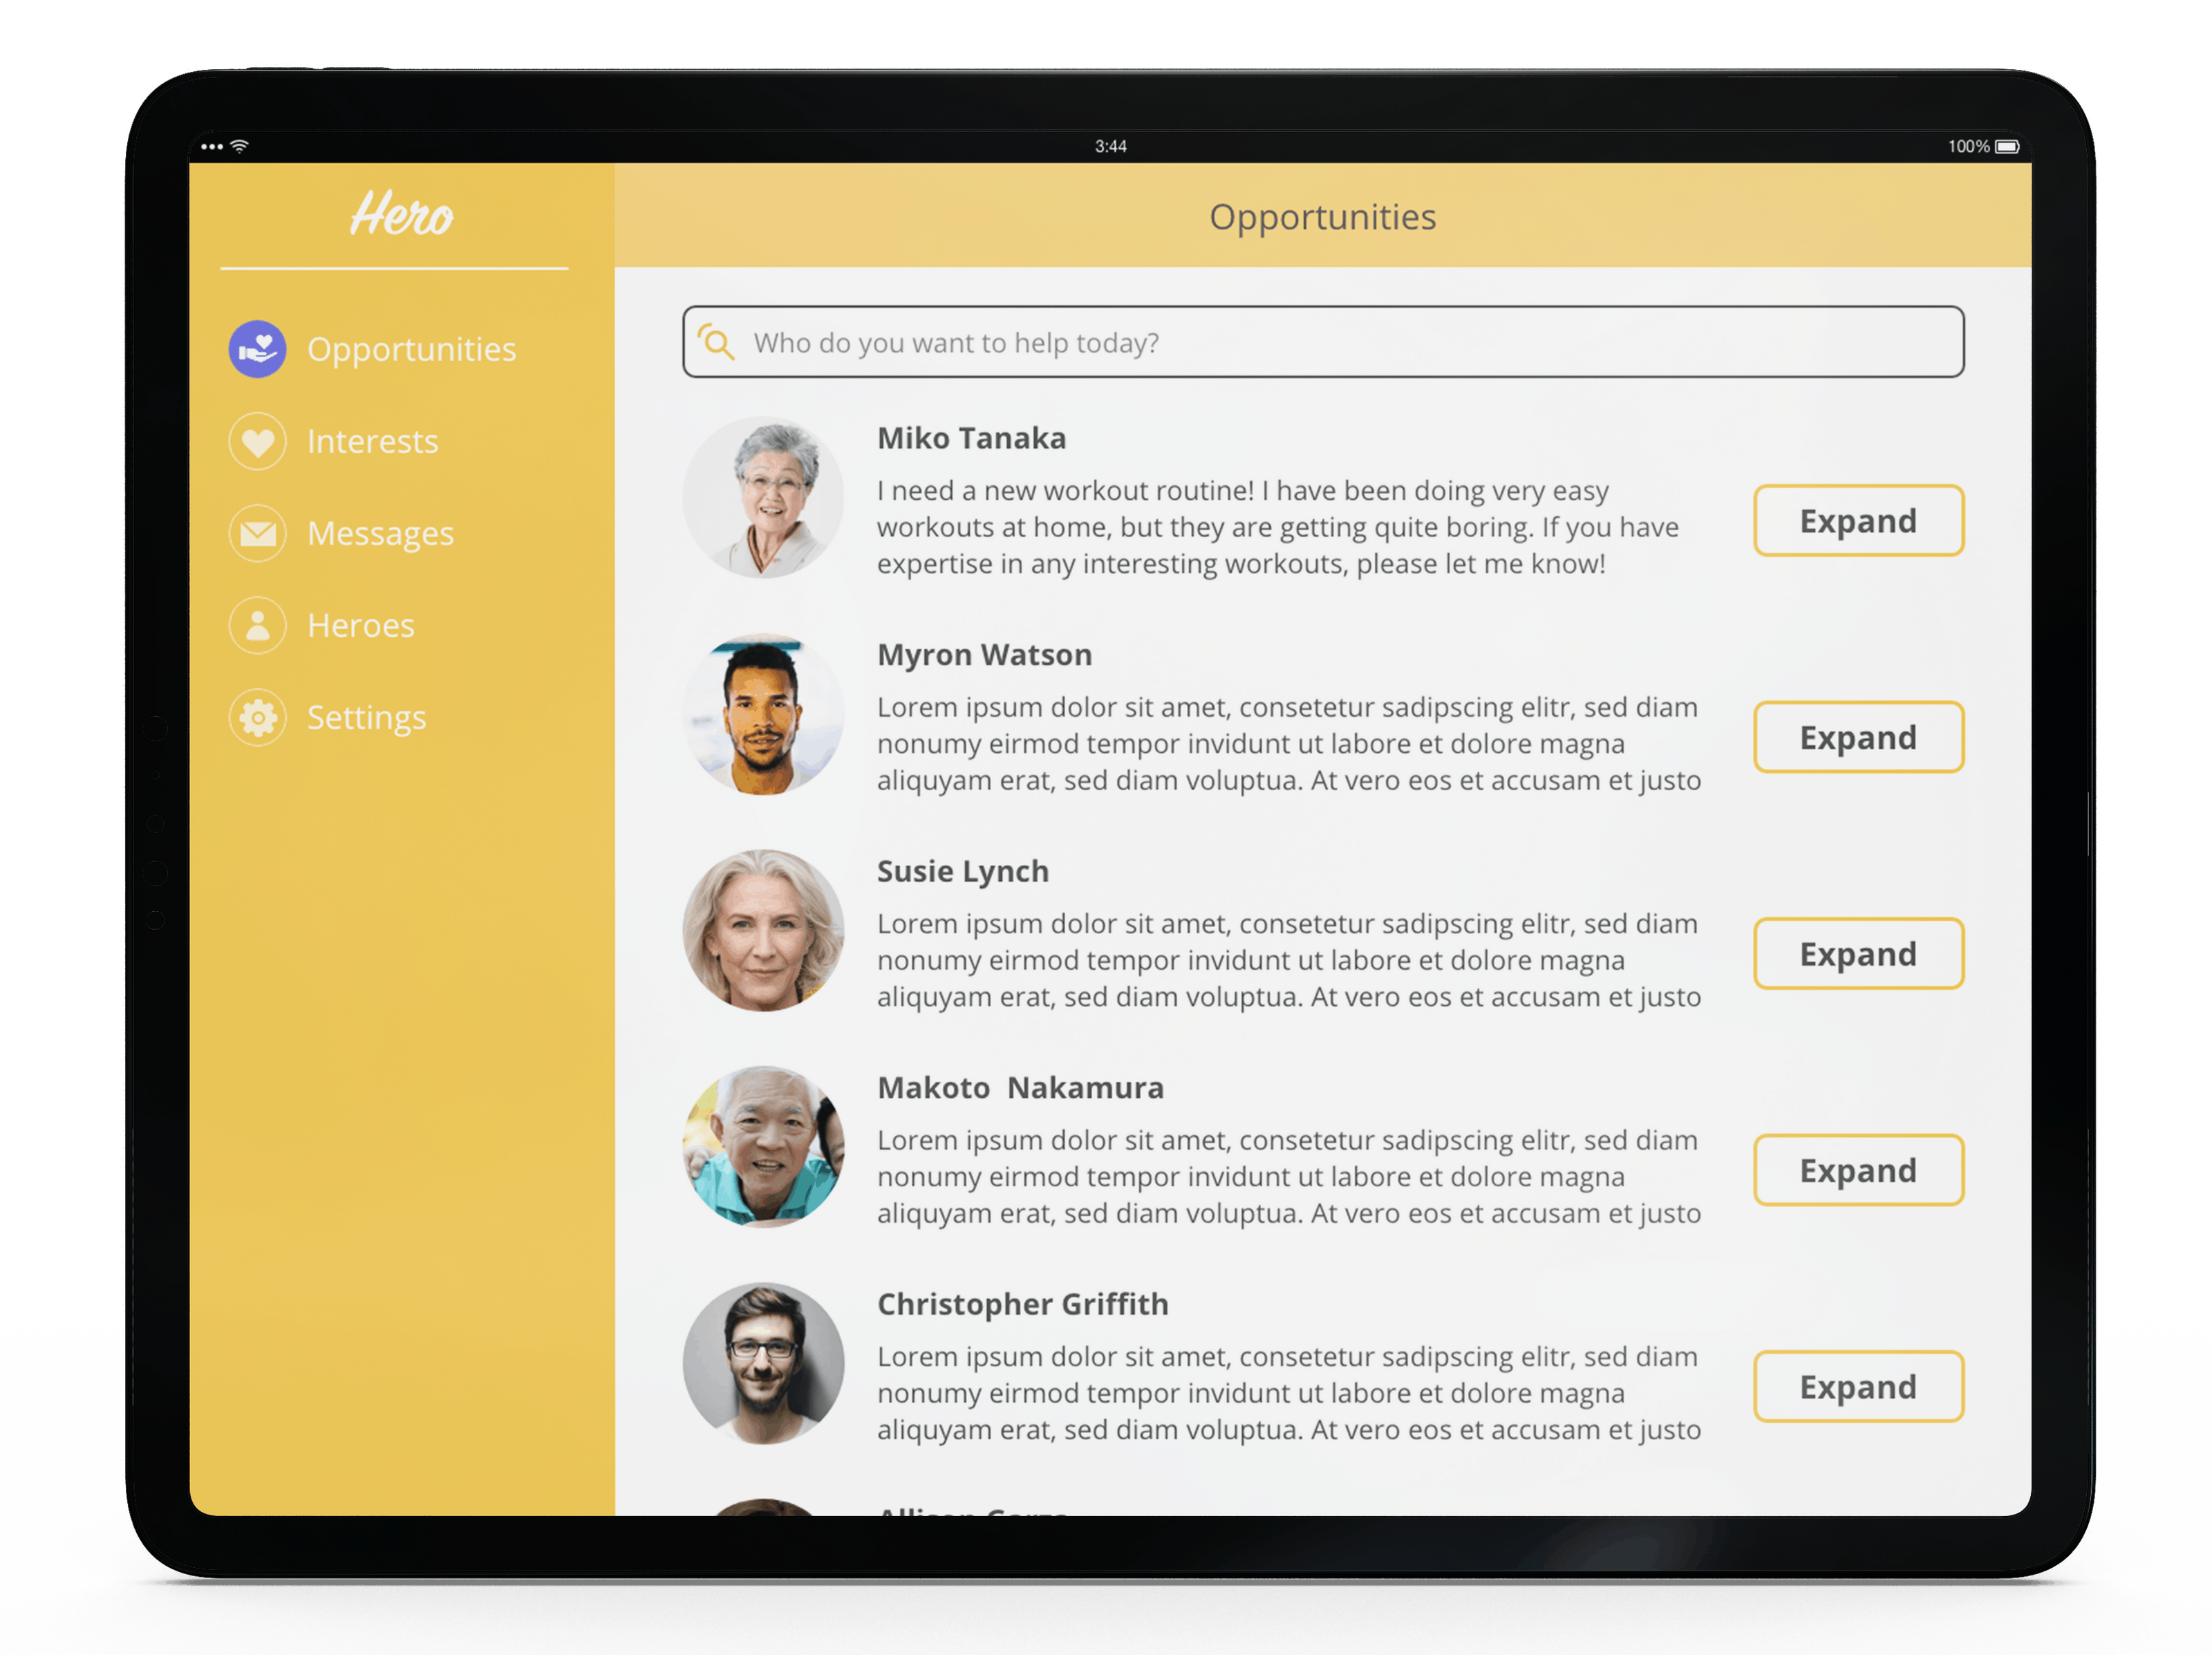 3:44
100%
Hero
Opportunities
Opportunities
Interests
Messages
Heroes
Settings
Who do you want to help today?
Miko Tanaka
I need a new workout routine! I have been doing very easy
workouts at home, but they are getting quite boring. If you have
expertise in any interesting workouts, please let me know!
Expand
Myron Watson
Lorem ipsum dolor sit amet, consetetur sadipscing elitr, sed diam
nonumy eirmod tempor invidunt ut labore et dolore magna
aliquyam erat, sed diam voluptua. At vero eos et accusam et justo
Expand
Susie Lynch
Lorem ipsum dolor sit amet, consetetur sadipscing elitr, sed diam
nonumy eirmod tempor invidunt ut labore et dolore magna
aliquyam erat, sed diam voluptua. At vero eos et accusam et justo
Expand
Makoto  Nakamura
Lorem ipsum dolor sit amet, consetetur sadipscing elitr, sed diam
nonumy eirmod tempor invidunt ut labore et dolore magna
aliquyam erat, sed diam voluptua. At vero eos et accusam et justo
Expand
Christopher Griffith
Lorem ipsum dolor sit amet, consetetur sadipscing elitr, sed diam
nonumy eirmod tempor invidunt ut labore et dolore magna
aliquyam erat, sed diam voluptua. At vero eos et accusam et justo
Expand